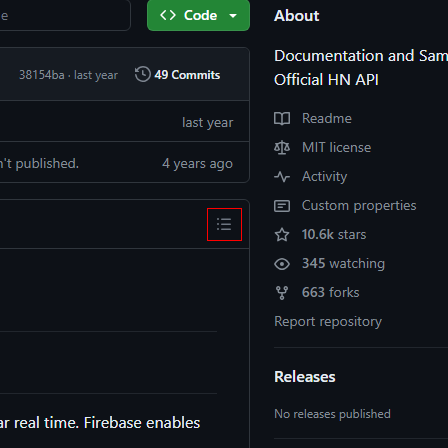 Code
About
Documentation and Sam
Official HN API
38154ba · last year
49 Commits
last year
Readme
MIT license
n't published.
4 years ago
Activity
Custom properties
10.6k stars
345 watching
663 forks
Report repository
Releases
No releases published
ar real time. Firebase enables